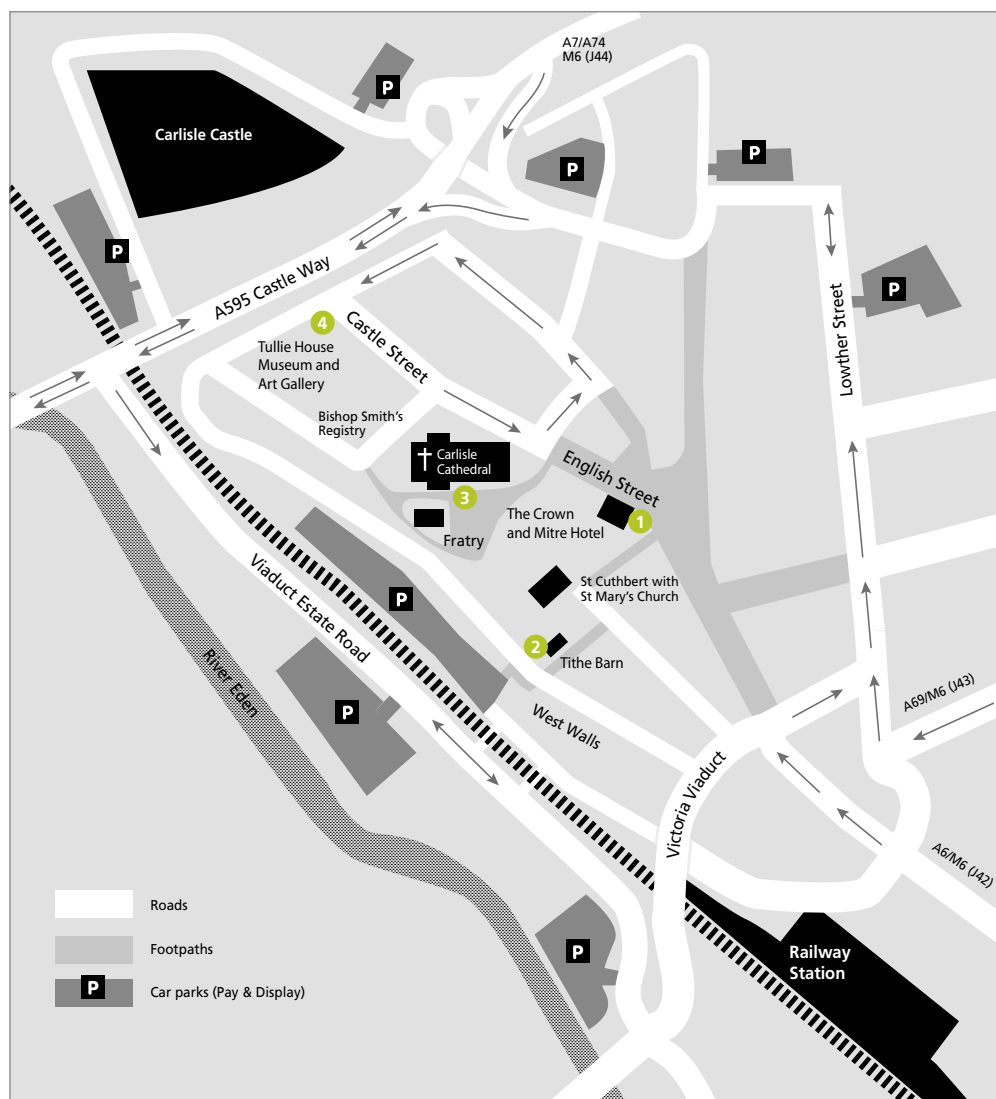 A7/A74
M6 (J44)
P
Carlisle Castle
P
P
P
P
A595 Castle Way
Lowther Street
4
Castle Street
Tullie House
Museum and
Art Gallery
Bishop Smith's
Registry
Carlisle
Cathedral
3
English Street
The Crown
and Mitre Hotel
1
Fratry
St Cuthbert with
St Mary's Church
P
Viaduct Estate Road
2
Tithe Barn
River Eden
P
West Walls
A69/M6 (J43)
Victoria Viaduct
A6/M6 (J42)
Roads
Footpaths
P
Car parks (Pay & Display)
P
Railway
Station